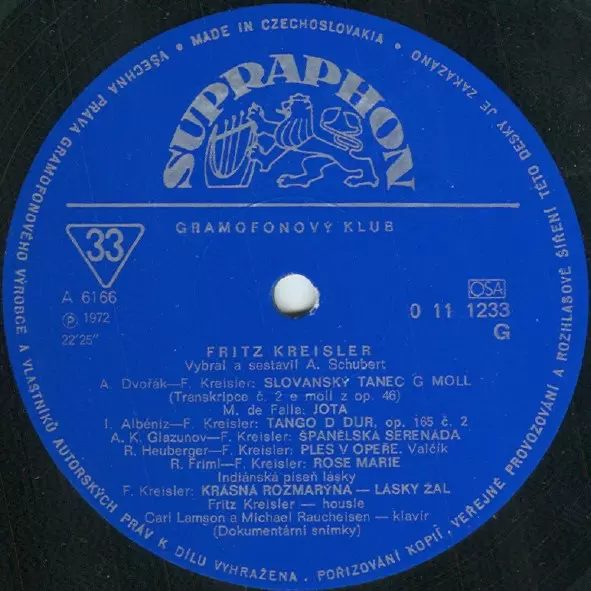 VŠECHNA PRÁVA GRAMOFONOVÉHO VÝROBCE A VLASTNÍKŮ AUTORSKÝCH PRÁV K DÍLU VYHRAŽENA. POŘIZOVÁNÍ KOPIÍ, VEŘEJNÉ PROVOZOVÁNÍ A ROZHLASOVÉ ŠÍŘENÍ TÉTO DESKY JE ZAKÁZÁNO • MADE IN CZECHOSLOVAKIA •
SUPRAPHON
GRAMOFONOVÝ KLUB
33
A 6166
Ⓟ 1972
22'25"
OSA
0 11 1233
G
FRITZ KREISLER
Vybral a sestavil A. Schubert
A. Dvořák—F. Kreisler: SLOVANSKÝ TANEC G MOLL
(Transkripce č. 2 e moll z op. 46)
M. de Falla: JOTA
I. Albéniz—F. Kreisler: TANGO D DUR, op. 165 č. 2
A. K. Glazunov—F. Kreisler: ŠPANĚLSKÁ SERENÁDA
R. Heuberger—F. Kreisler: PLES V OPEŘE. Valčík
R. Friml—F. Kreisler: ROSE MARIE
Indiánská píseň lásky
F. Kreisler: KRÁSNÁ ROZMARÝNA — LÁSKY ŽAL
Fritz Kreisler — housle
Carl Lamson a Michael Raucheisen — klavír
(Dokumentární snímky)